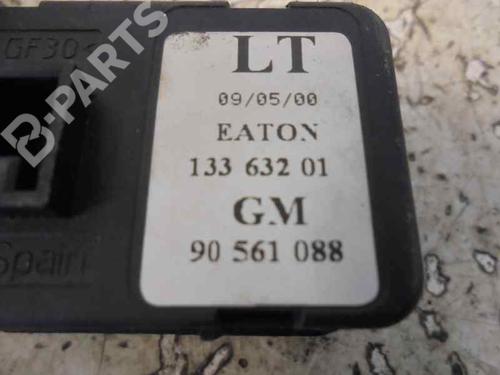 GF30<
B-PARTS
LT
09/05/00
EATON
133 632 01
GM
90 561 088
Spain